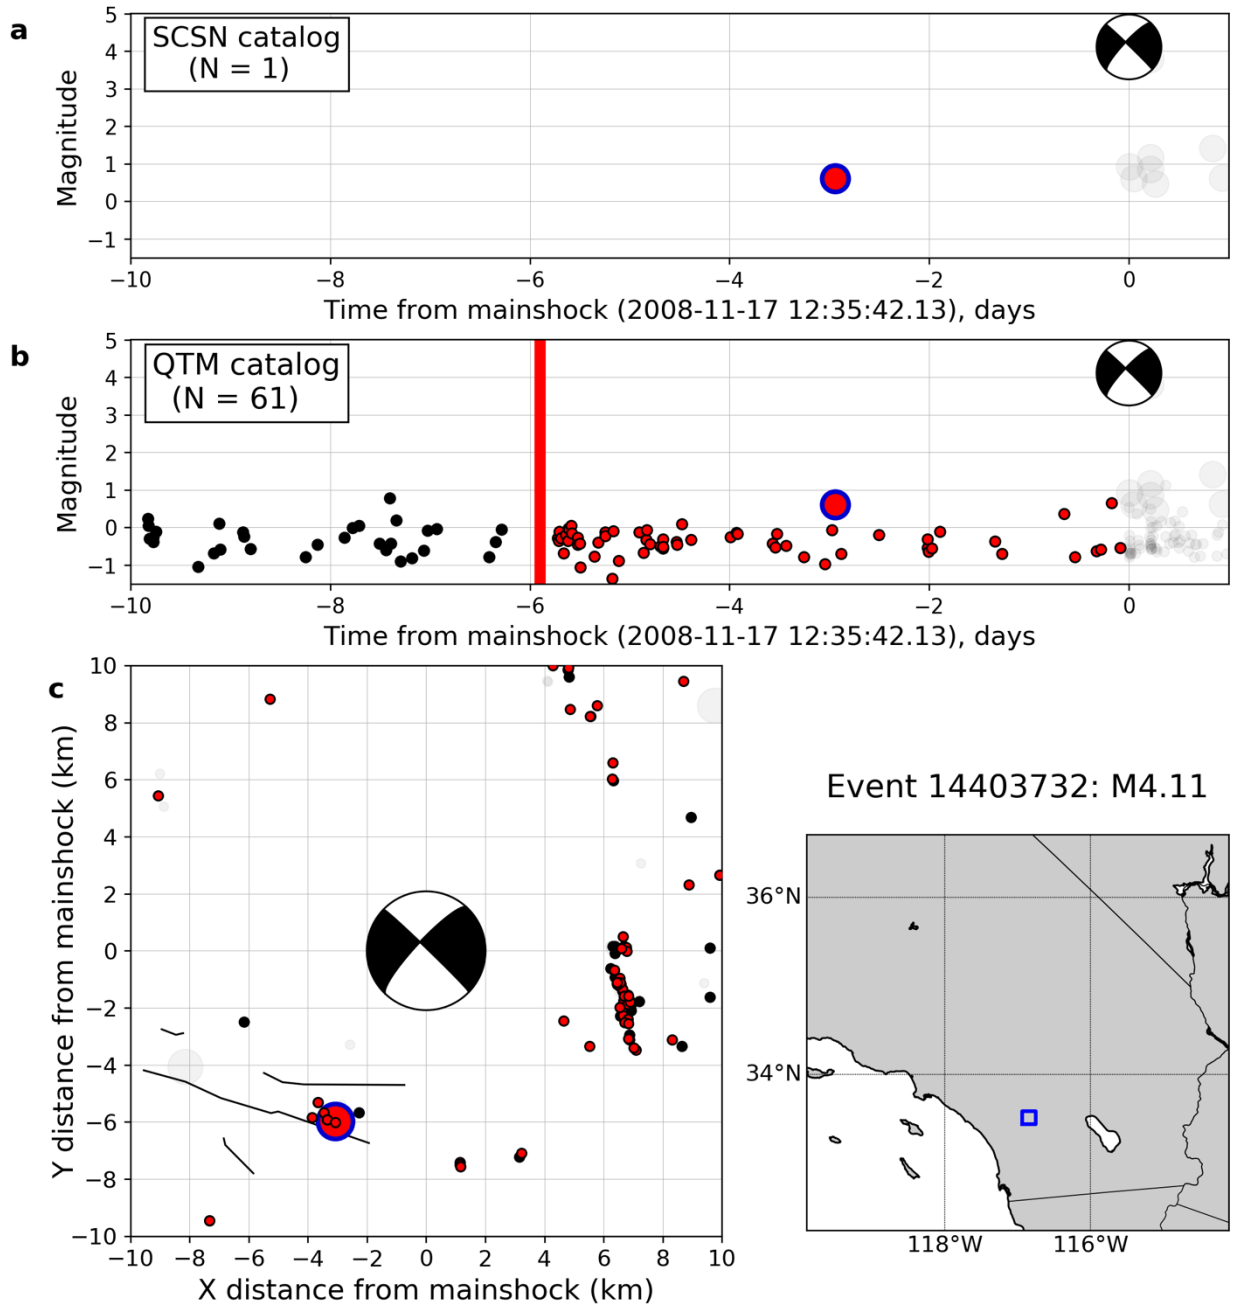 a
SCSN catalog
(N = 1)
5
4
3
2
1
0
−1
Magnitude
−10 −8 −6 −4 −2 0
Time from mainshock (2008-11-17 12:35:42.13), days
b
QTM catalog
(N = 61)
5
4
3
2
1
0
−1
Magnitude
−10 −8 −6 −4 −2 0
Time from mainshock (2008-11-17 12:35:42.13), days
c
10
8
6
4
2
0
−2
−4
−6
−8
−10
Y distance from mainshock (km)
−10 −8 −6 −4 −2 0 2 4 6 8 10
X distance from mainshock (km)
Event 14403732: M4.11
36°N
34°N
118°W 116°W